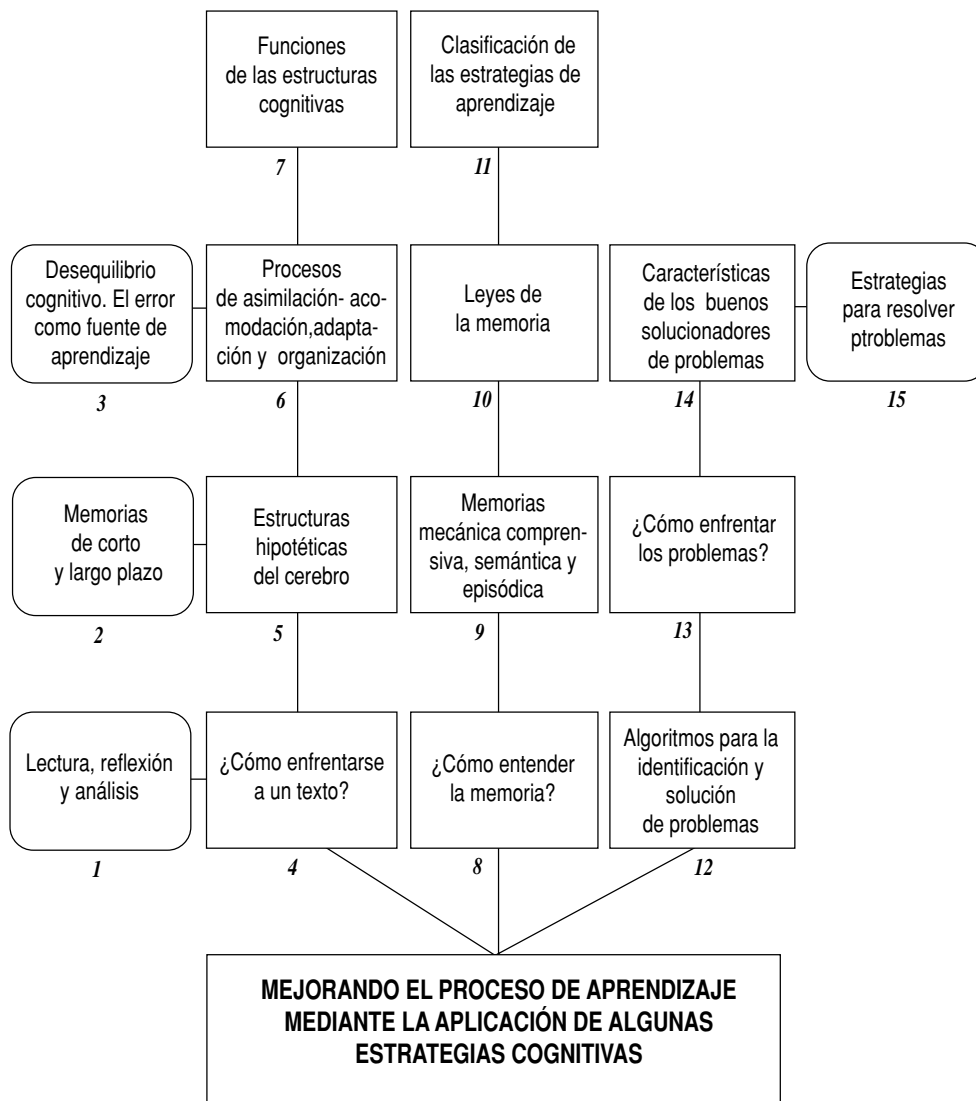 Funciones
de las estructuras
cognitivas
7
Clasificación de
las estrategias de
aprendizaje
11
Desequilibrio
cognitivo. El error
como fuente de
aprendizaje
3
Procesos
de asimilación- aco-
modación,adapta-
ción y organización
6
Leyes de
la memoria
10
Características
de los buenos
solucionadores
de problemas
14
Estrategias
para resolver
ptroblemas
15
Memorias
de corto
y largo plazo
2
Estructuras
hipotéticas
del cerebro
5
Memorias
mecánica compren-
siva, semántica y
episódica
9
¿Cómo enfrentar
los problemas?
13
Lectura, reflexión
y análisis
1
¿Cómo enfrentarse
a un texto?
4
¿Cómo entender
la memoria?
8
Algoritmos para la
identificación y
solución
de problemas
12
MEJORANDO EL PROCESO DE APRENDIZAJE
MEDIANTE LA APLICACIÓN DE ALGUNAS
ESTRATEGIAS COGNITIVAS